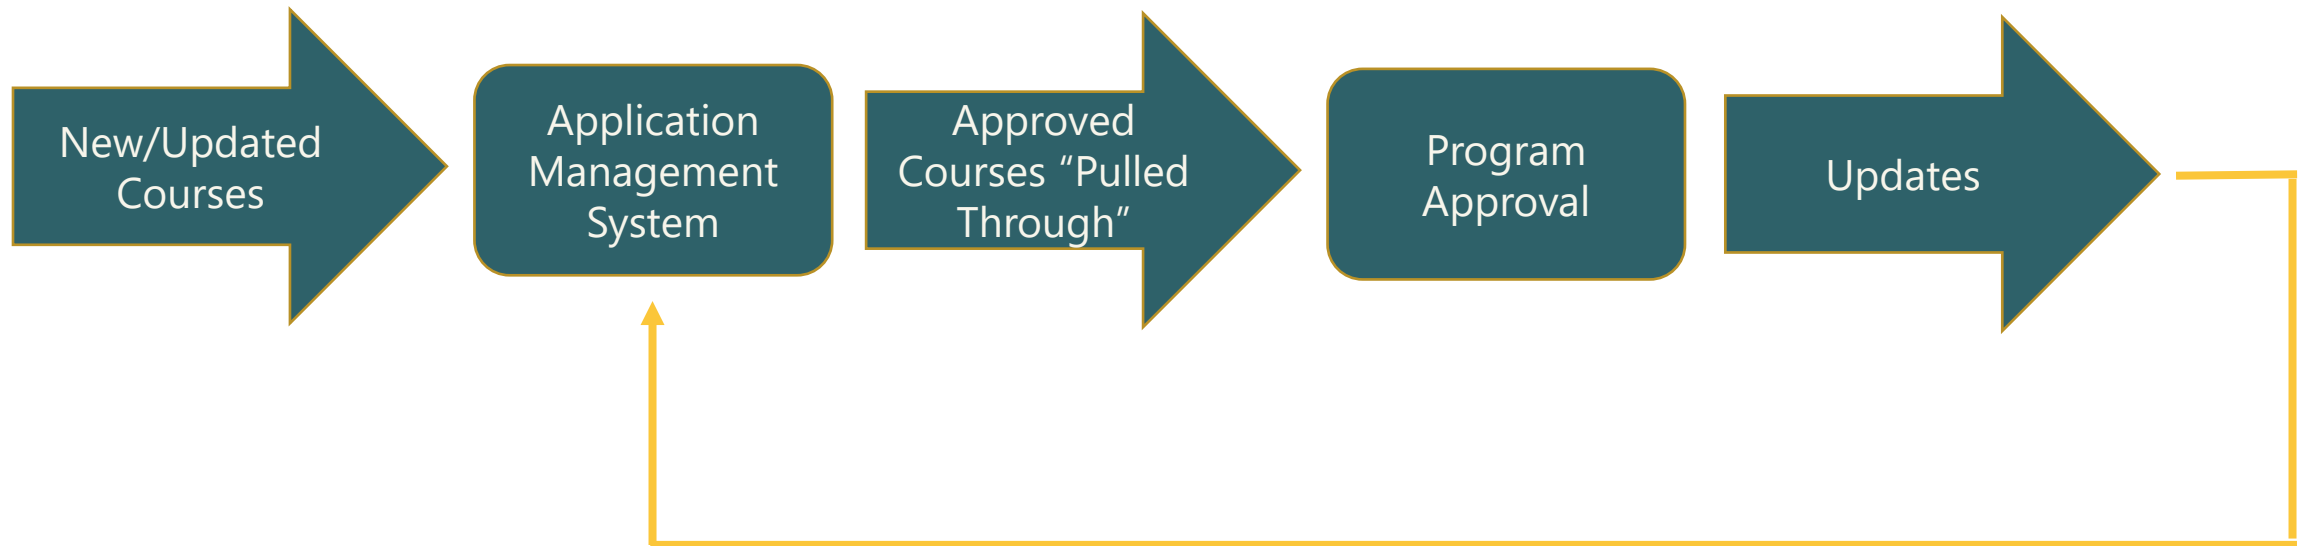 New/Updated
Courses
Application
Management
System
Approved
Courses “Pulled
Through”
Program
Approval
Updates